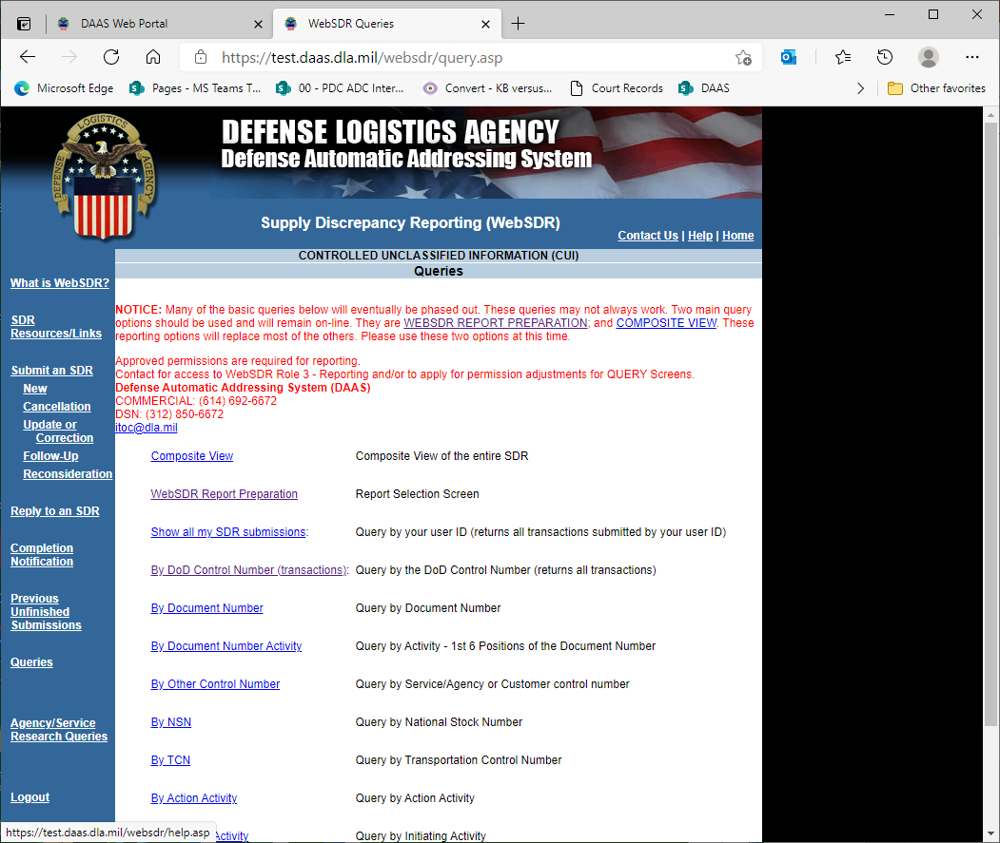 DAAS Web Portal
WebSDR Queries
https://test.daas.dla.mil/websdr/query.asp
Microsoft Edge
Pages - MS Teams T...
00 - PDC ADC Inter...
Convert - KB versus...
Court Records
DAAS
Other favorites
DEFENSE LOGISTICS AGENCY
DEFENSE LOGISTICS AGENCY
Defense Automatic Addressing System
Supply Discrepancy Reporting (WebSDR)
Contact Us | Help | Home
CONTROLLED UNCLASSIFIED INFORMATION (CUI)
Queries
What is WebSDR?
SDR
Resources/Links
Submit an SDR
New
Cancellation
Update or
Correction
Follow-Up
Reconsideration
Reply to an SDR
Completion
Notification
Previous
Unfinished
Submissions
Queries
Agency/Service
Research Queries
Logout
NOTICE: Many of the basic queries below will eventually be phased out. These queries may not always work. Two main query
options should be used and will remain on-line. They are WEBSDR REPORT PREPARATION; and COMPOSITE VIEW. These
reporting options will replace most of the others. Please use these two options at this time.
Approved permissions are required for reporting.
Contact for access to WebSDR Role 3 - Reporting and/or to apply for permission adjustments for QUERY Screens.
Defense Automatic Addressing System (DAAS)
COMMERCIAL: (614) 692-6672
DSN: (312) 850-6672
itoc@dla.mil
Composite View Composite View of the entire SDR
WebSDR Report Preparation Report Selection Screen
Show all my SDR submissions: Query by your user ID (returns all transactions submitted by your user ID)
By DoD Control Number (transactions): Query by the DoD Control Number (returns all transactions)
By Document Number Query by Document Number
By Document Number Activity Query by Activity - 1st 6 Positions of the Document Number
By Other Control Number Query by Service/Agency or Customer control number
By NSN Query by National Stock Number
By TCN Query by Transportation Control Number
By Action Activity Query by Action Activity
Activity Query by Initiating Activity
https://test.daas.dla.mil/websdr/help.asp